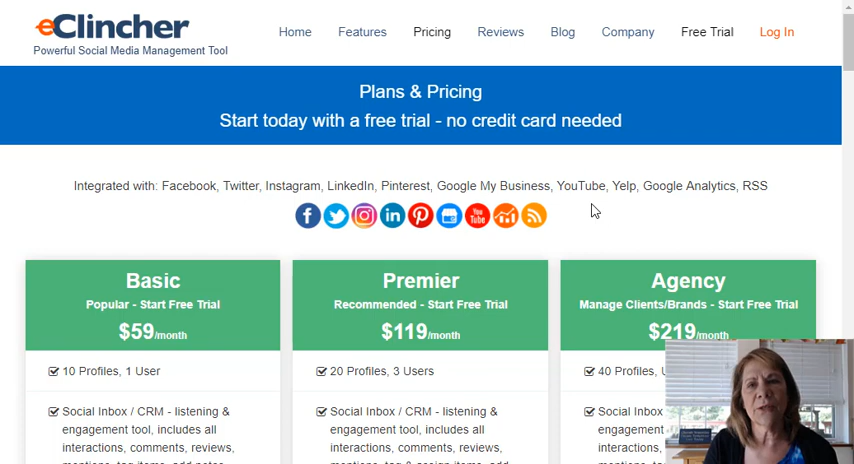 eClincher
Powerful Social Media Management Tool
Home Features Pricing Reviews Blog Company Free Trial Log In
Plans & Pricing
Start today with a free trial - no credit card needed
Integrated with: Facebook, Twitter, Instagram, LinkedIn, Pinterest, Google My Business, YouTube, Yelp, Google Analytics, RSS
You
Tube
Basic
Popular - Start Free Trial
$59/month
10 Profiles, 1 User
Social Inbox / CRM - listening &
engagement tool, includes all
interactions, comments, reviews,
Premier
Recommended - Start Free Trial
$119/month
20 Profiles, 3 Users
Social Inbox / CRM - listening &
engagement tool, includes all
interactions, comments, reviews,
Agency
Manage Clients/Brands - Start Free Trial
$219/month
40 Profiles,
Social Inbox
engagement
interactions,